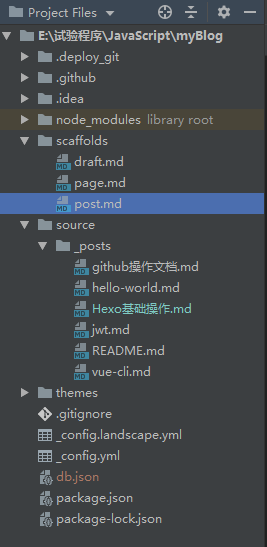 Project Files
E:\试验程序\JavaScript\myBlog
.deploy_git
.github
.idea
node_modules library root
scaffolds
draft.md
page.md
post.md
source
_posts
github操作文档.md
hello-world.md
Hexo基础操作.md
jwt.md
README.md
vue-cli.md
themes
.gitignore
_config.landscape.yml
_config.yml
db.json
package.json
package-lock.json